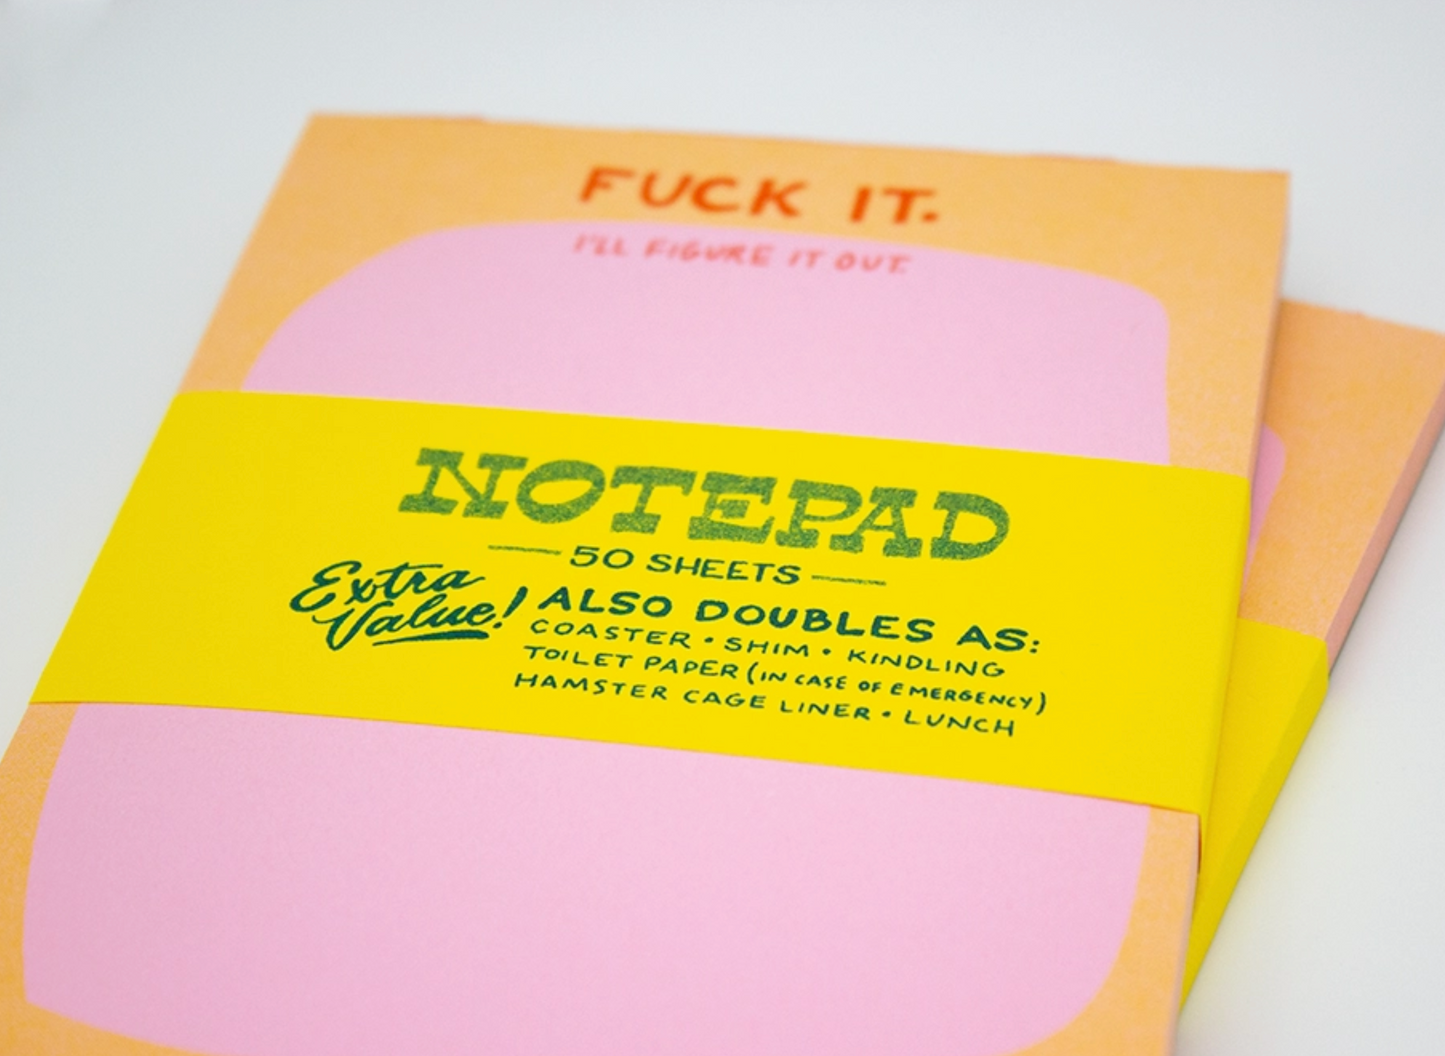 FUCK IT.
I'LL FIGURE IT OUT.
NOTEPAD
50 SHEETS
Extra
Value!
ALSO DOUBLES AS:
COASTER • SHIM • KINDLING
TOILET PAPER (IN CASE OF EMERGENCY)
HAMSTER CAGE LINER • LUNCH